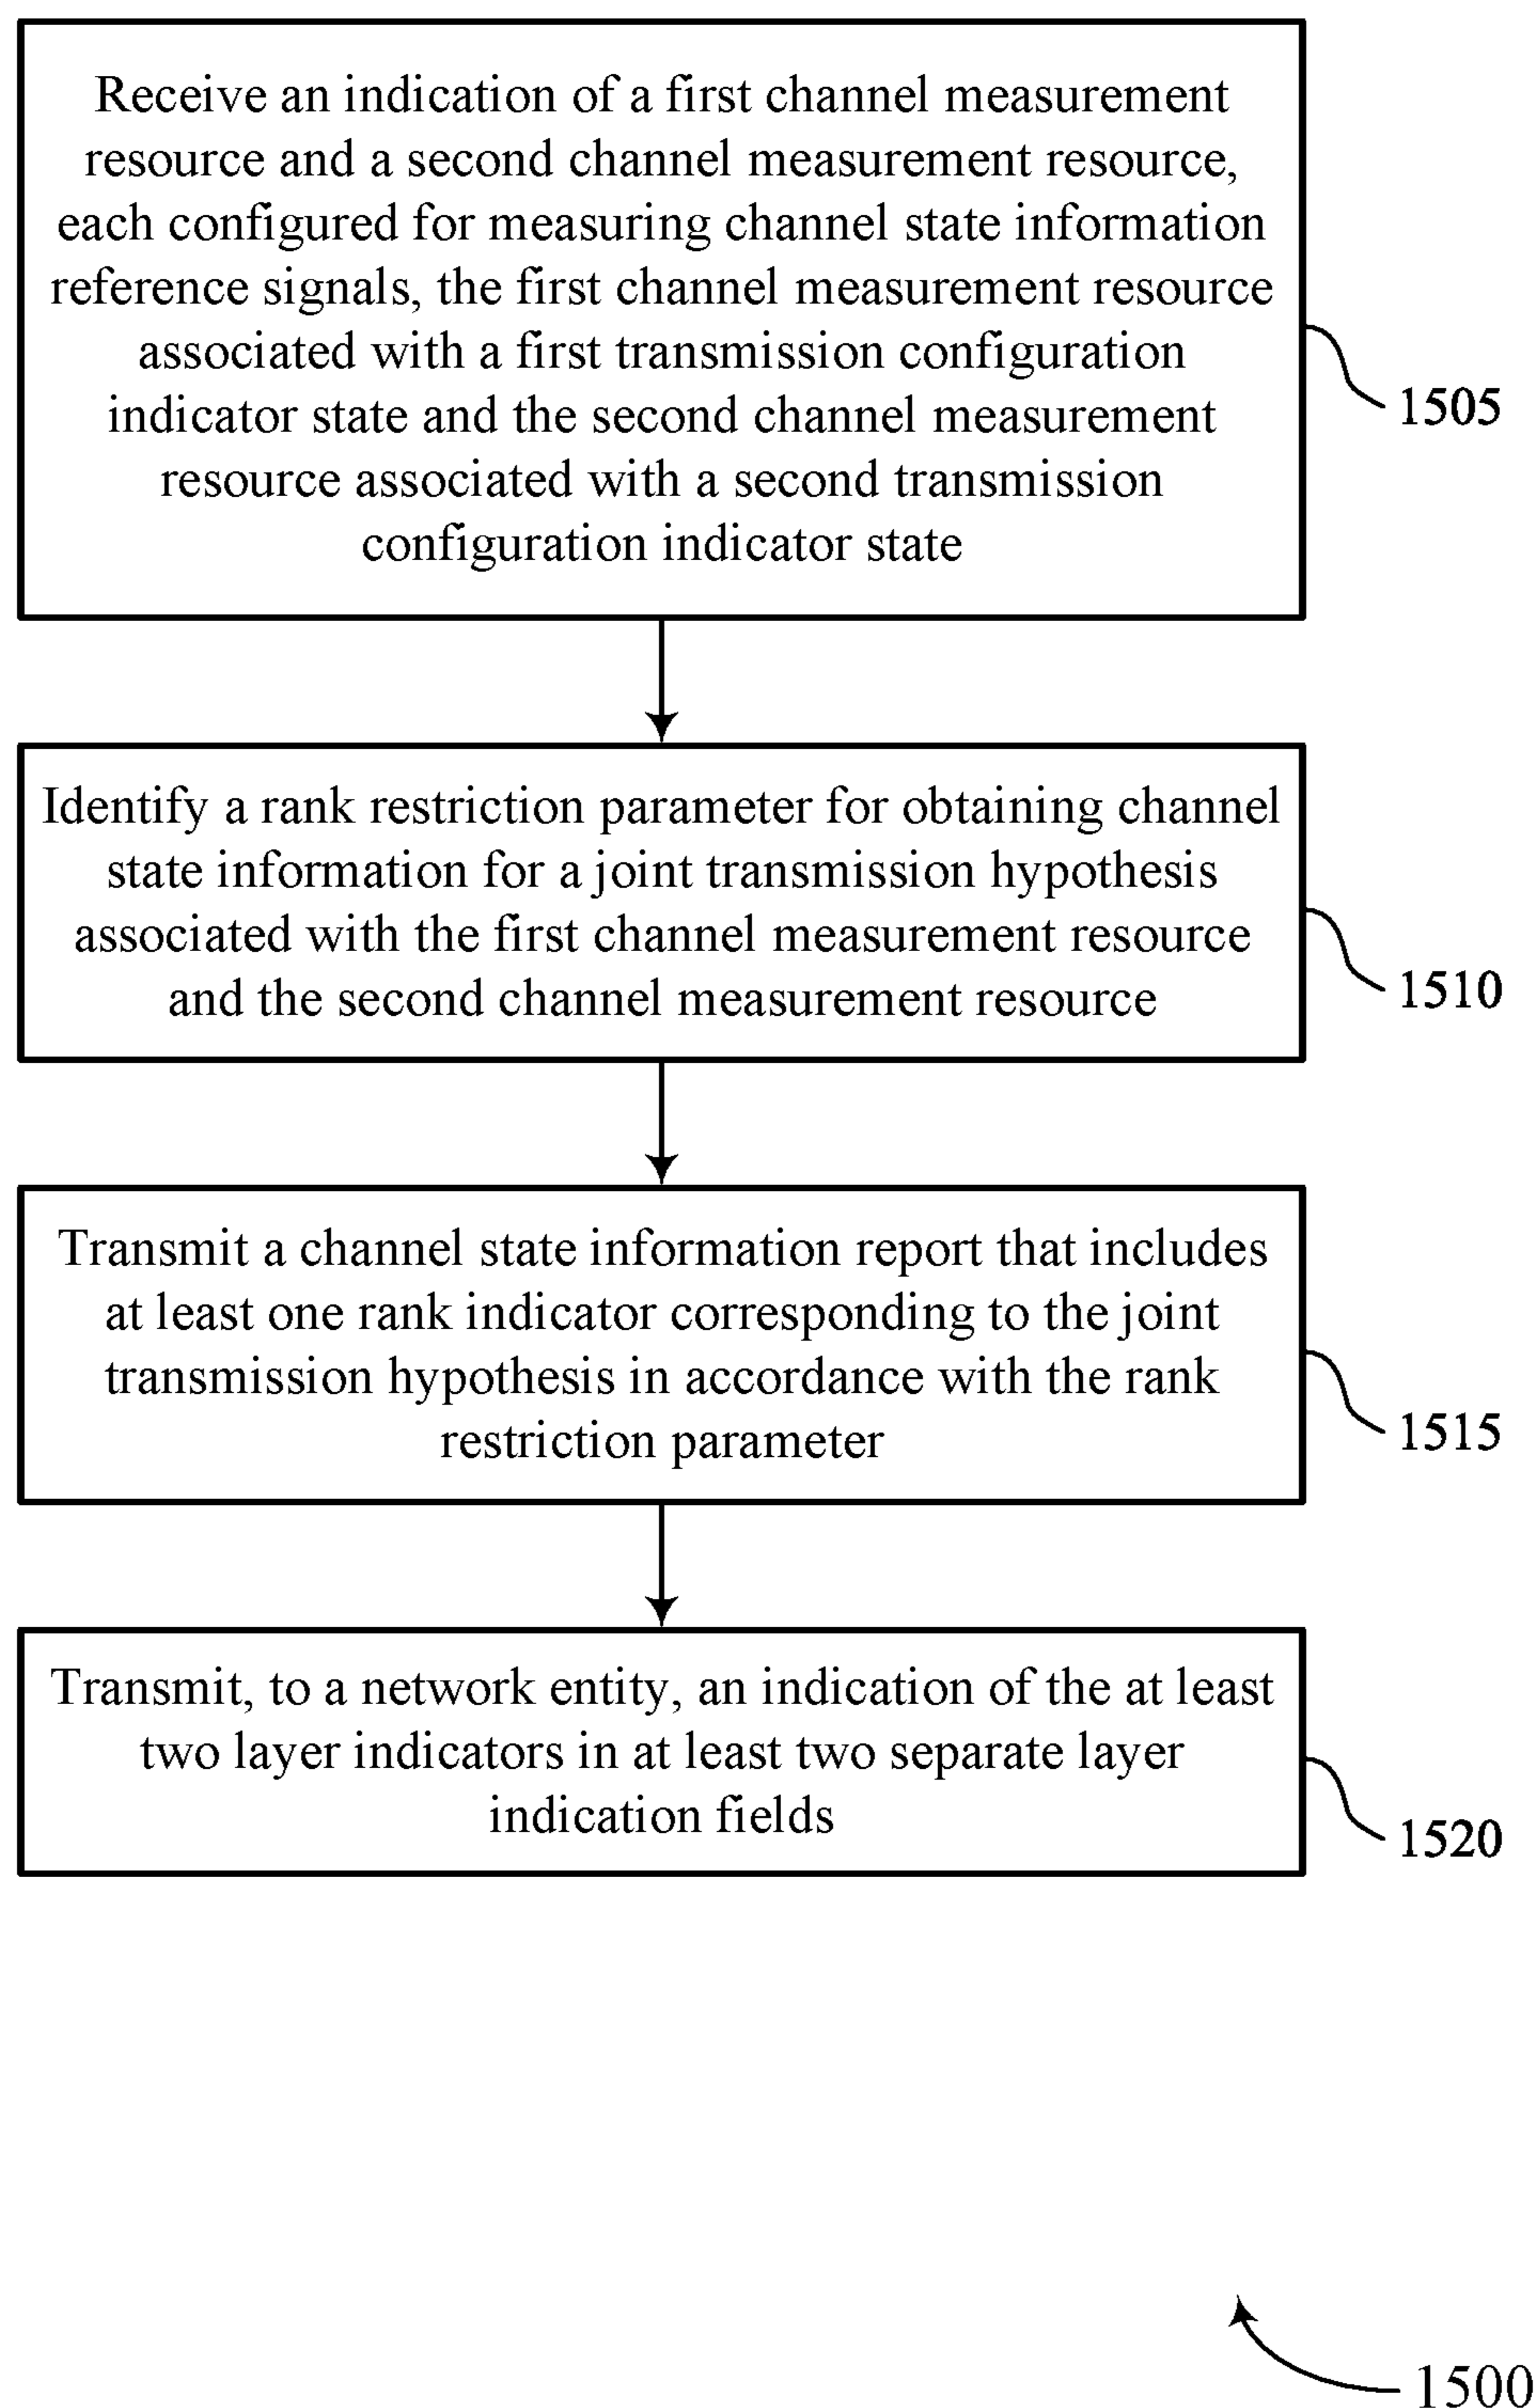 Receive an indication of a first channel measurement
resource and a second channel measurement resource,
each configured for measuring channel state information
reference signals, the first channel measurement resource
associated with a first transmission configuration
indicator state and the second channel measurement
resource associated with a second transmission
configuration indicator state
1505
Identify a rank restriction parameter for obtaining channel
state information for a joint transmission hypothesis
associated with the first channel measurement resource
and the second channel measurement resource
1510
Transmit a channel state information report that includes
at least one rank indicator corresponding to the joint
transmission hypothesis in accordance with the rank
restriction parameter
1515
Transmit, to a network entity, an indication of the at least
two layer indicators in at least two separate layer
indication fields
1520
1500